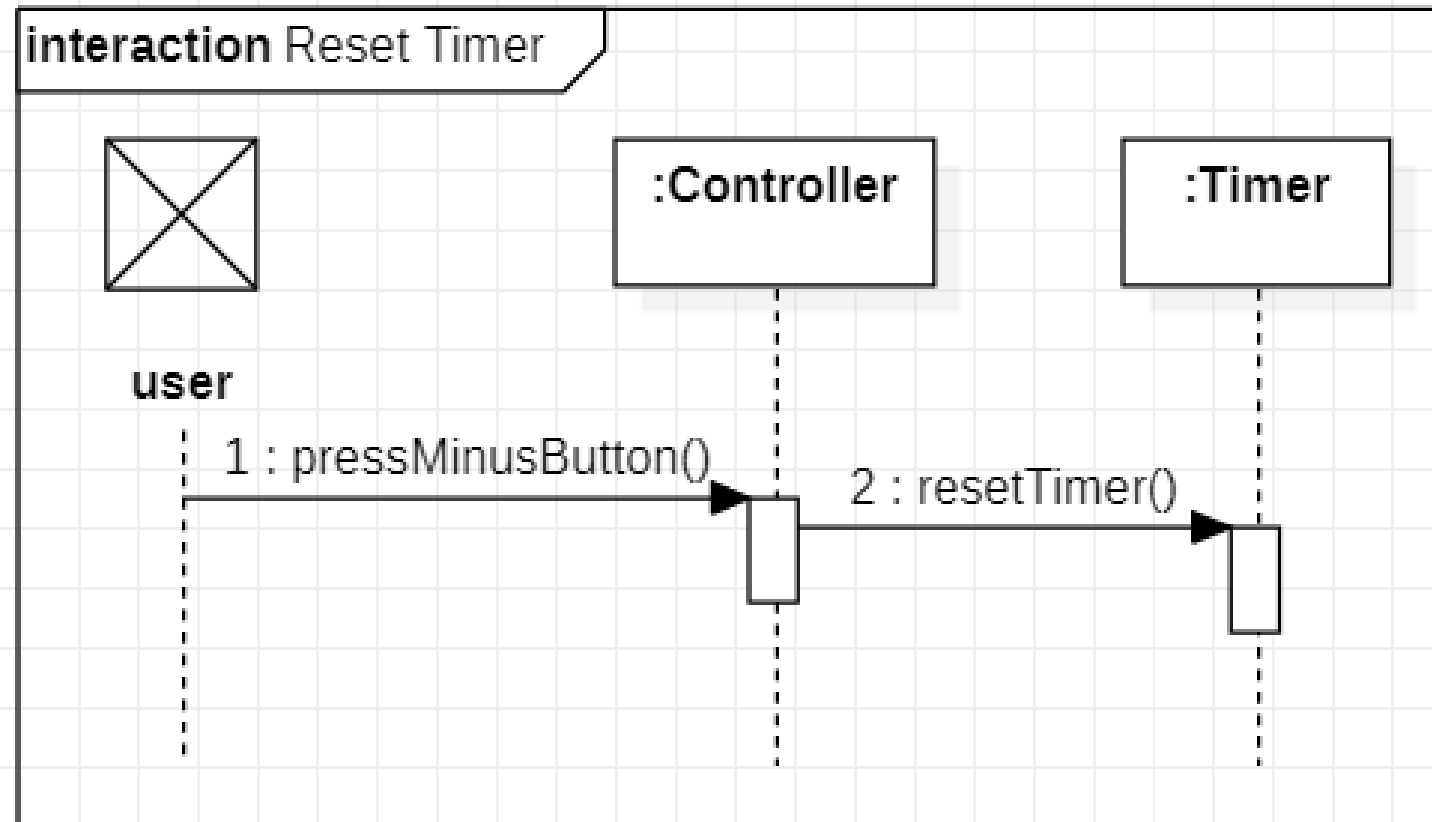 interaction Reset Timer
:Controller
:Timer
user
1 : pressMinusButton()
2 : resetTimer()